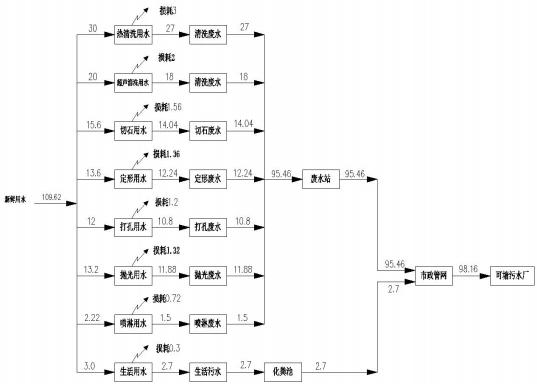 损耗3
30 热清洗用水 27 清洗废水 27
损耗2
20 超声清洗用水 18 清洗废水 18
损耗1.56
15.6 切石用水 14.04 切石废水 14.04
损耗1.36
13.6 定形用水 12.24 定形废水 12.24 95.46 废水站 95.46
新鲜用水 109.62
损耗1.2
12 打孔用水 10.8 打孔废水 10.8
损耗1.32
13.2 抛光用水 11.88 抛光废水 11.88
95.46 市政管网 98.16 可塘污水厂
2.7
损耗0.72
2.22 喷淋用水 1.5 喷淋废水 1.5
损耗0.3
3.0 生活用水 2.7 生活污水 2.7 化粪池 2.7